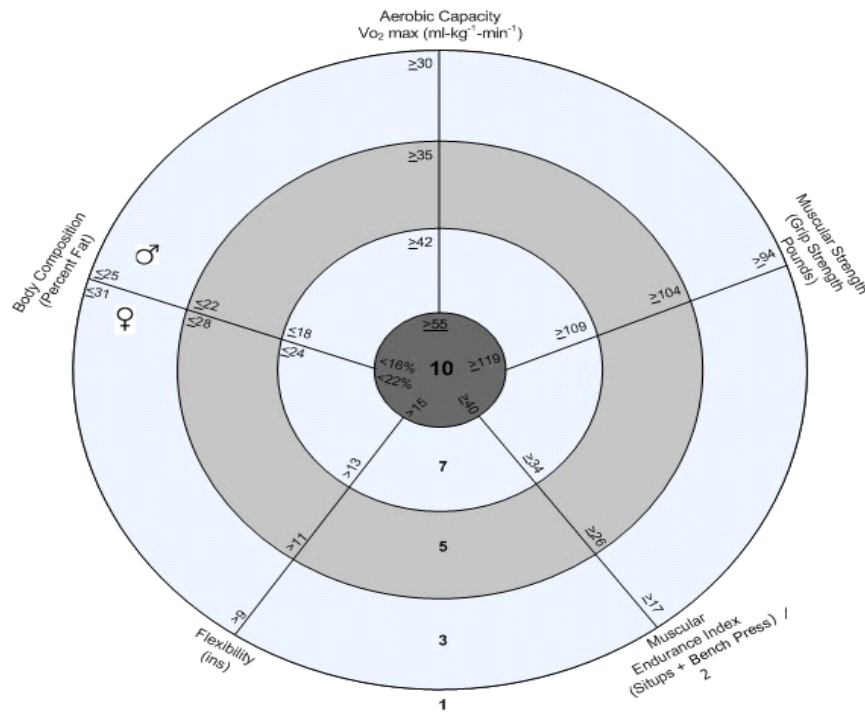 Aerobic Capacity
Vo₂ max (ml-kg⁻¹-min⁻¹)
≥30
≥35
≥42
≥55
Muscular Strength
(Grip Strength
Pounds)
≥94
≥104
≥109
≥119
Body Composition
(Percent Fat)
≤25
≤31
≤22
≤28
≤18
≤24
<16%
<22%
10
>15
≥40
>13
7
≥34
>11
5
≥26
>9
3
≥17
Flexibility
(ins)
Muscular
Endurance Index
(Situps + Bench Press) /
2
1